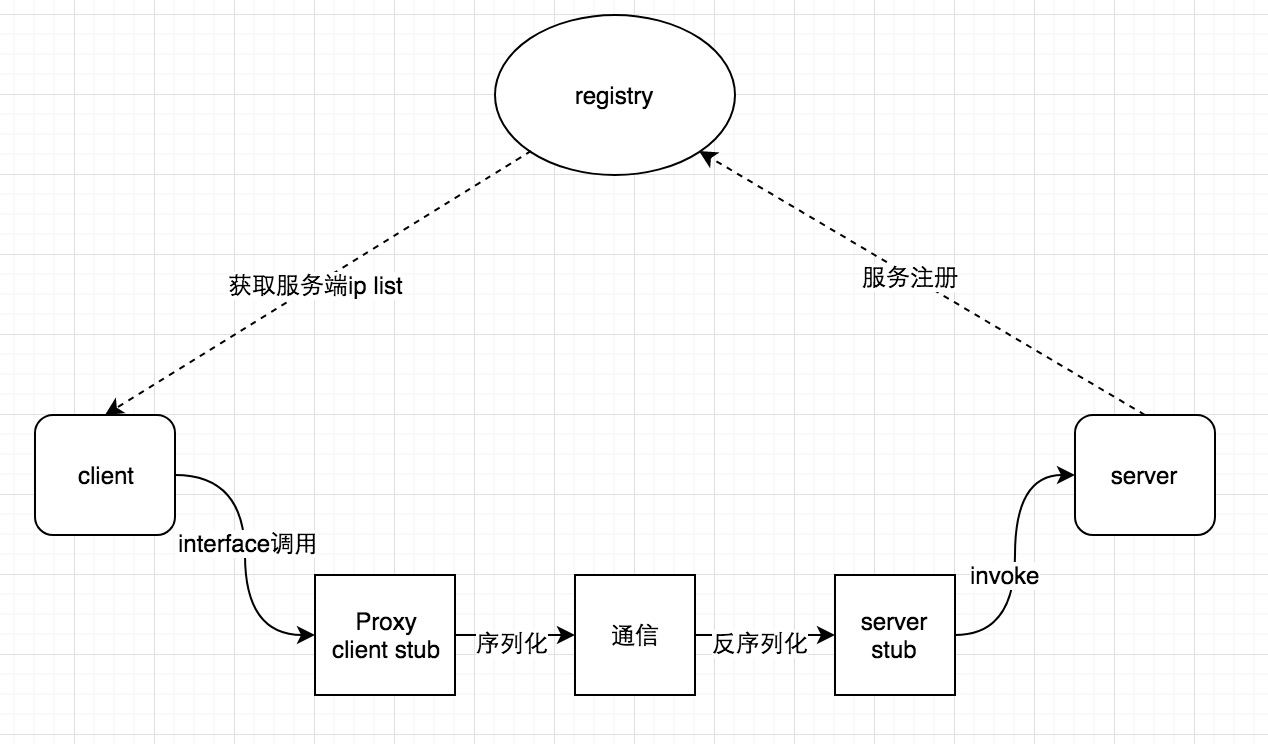 registry
获取服务端ip list
服务注册
client
server
interface调用
invoke
Proxy
client stub
序列化
通信
反序列化
server
stub